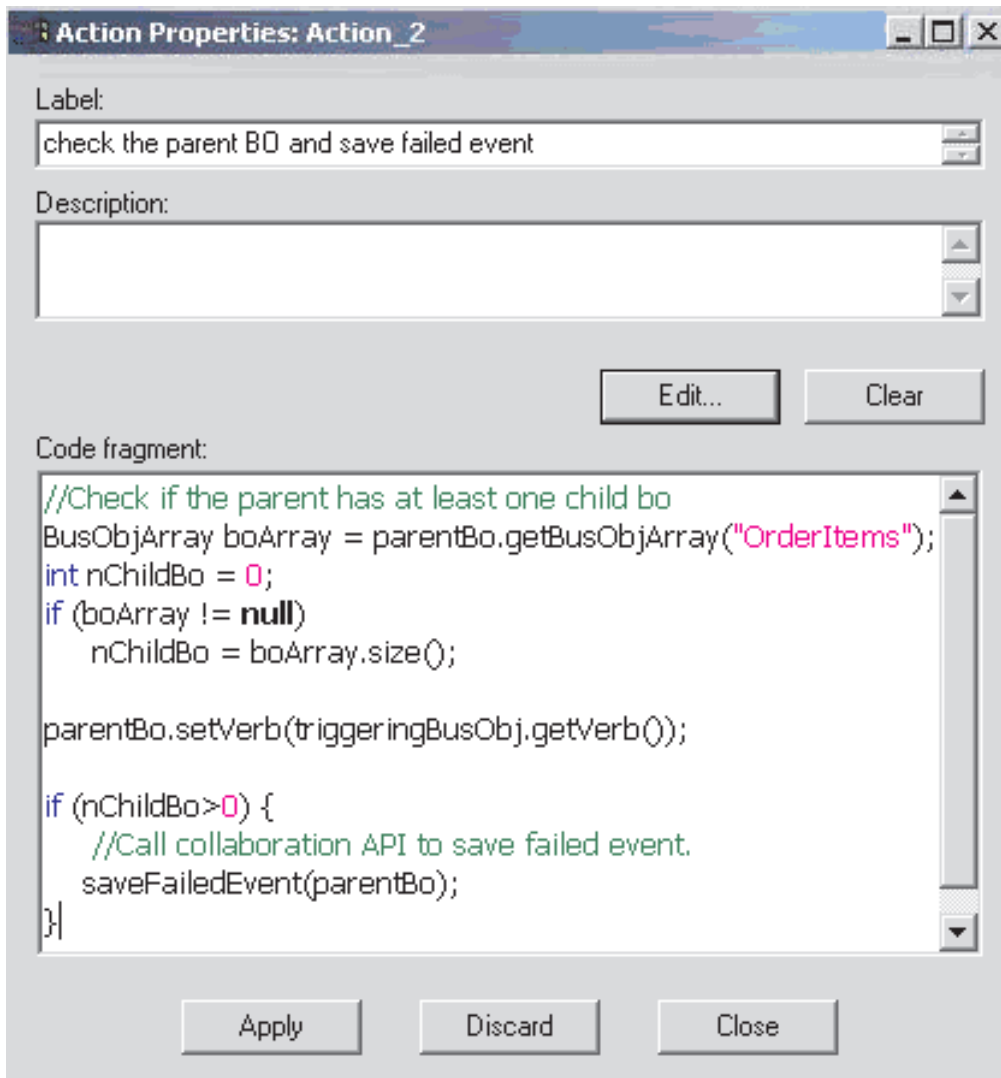 Action Properties: Action_2
Label:
check the parent BO and save failed event
Description:
Edit... Clear
Code fragment:
//Check if the parent has at least one child bo
BusObjArray boArray = parentBo.getBusObjArray("OrderItems");
int nChildBo = 0;
if (boArray != null)
nChildBo = boArray.size();
parentBo.setVerb(triggeringBusObj.getVerb());
if (nChildBo>0) {
//Call collaboration API to save failed event.
saveFailedEvent(parentBo);
}
Apply Discard Close